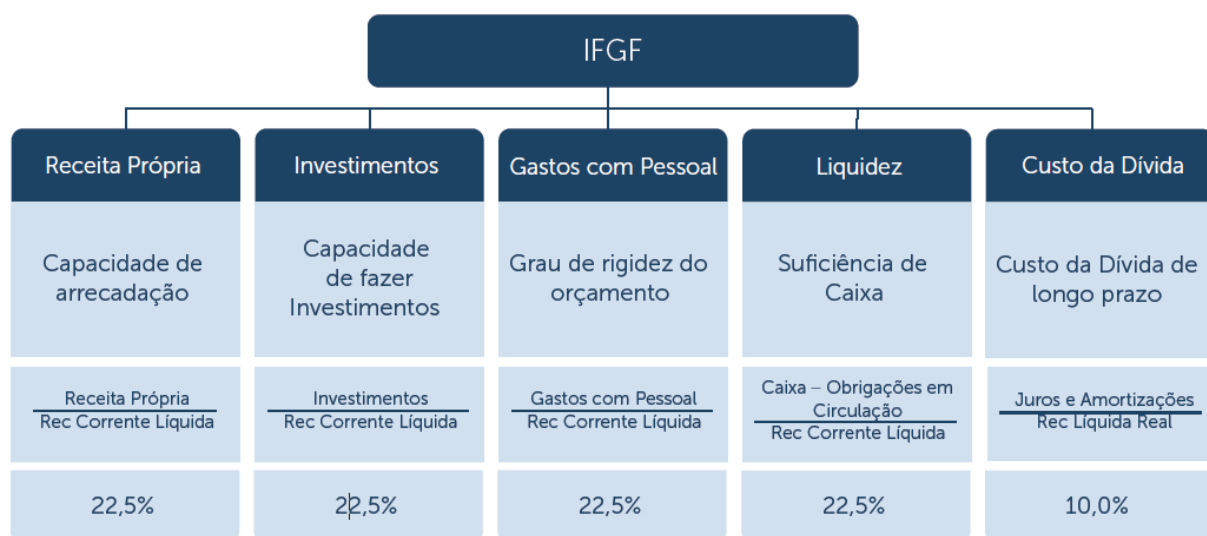 IFGF
Receita Própria
Investimentos
Gastos com Pessoal
Liquidez
Custo da Dívida
Capacidade de
arrecadação
Capacidade
de fazer
Investimentos
Grau de rigidez do
orçamento
Suficiência de
Caixa
Custo da Dívida de
longo prazo
Receita Própria
Rec Corrente Líquida
Investimentos
Rec Corrente Líquida
Gastos com Pessoal
Rec Corrente Líquida
Caixa – Obrigações em
Circulação
Rec Corrente Líquida
Juros e Amortizações
Rec Líquida Real
22,5%
22,5%
22,5%
22,5%
10,0%